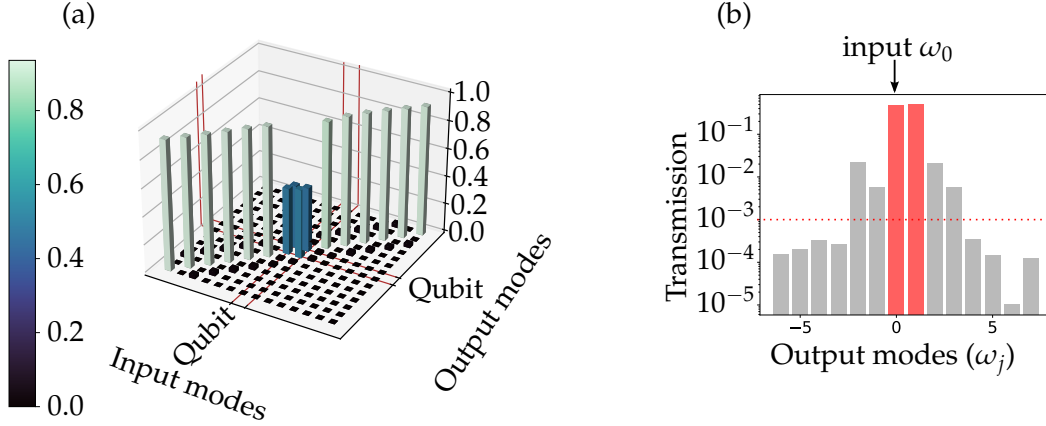 (a)
0.8
0.6
0.4
0.2
0.0
1.0
0.8
0.6
0.4
0.2
0.0
Qubit
Output modes
Qubit
Input modes
(b)
input ω₀
Transmission
10⁻¹
10⁻²
10⁻³
10⁻⁴
10⁻⁵
−5
0
5
Output modes (ωⱼ)